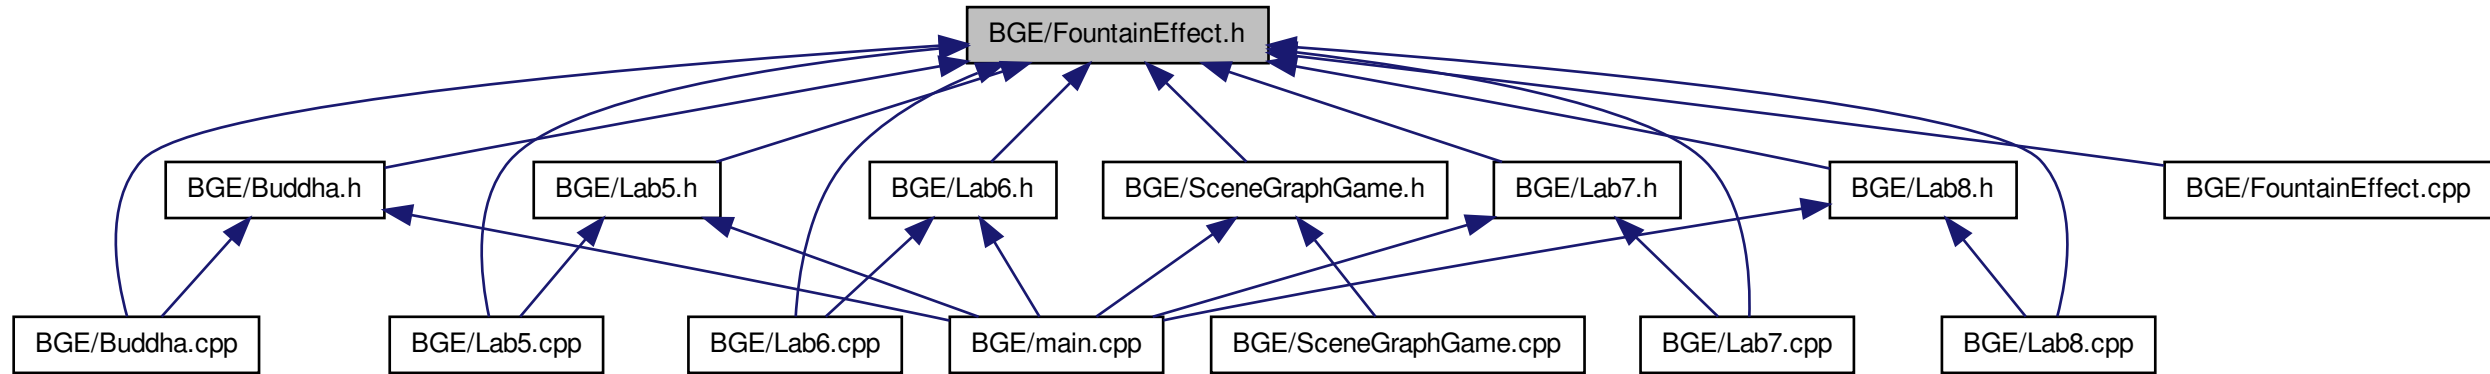 BGE/FountainEffect.h
BGE/Buddha.h
BGE/Lab5.h
BGE/Lab6.h
BGE/SceneGraphGame.h
BGE/Lab7.h
BGE/Lab8.h
BGE/FountainEffect.cpp
BGE/Buddha.cpp
BGE/Lab5.cpp
BGE/Lab6.cpp
BGE/main.cpp
BGE/SceneGraphGame.cpp
BGE/Lab7.cpp
BGE/Lab8.cpp